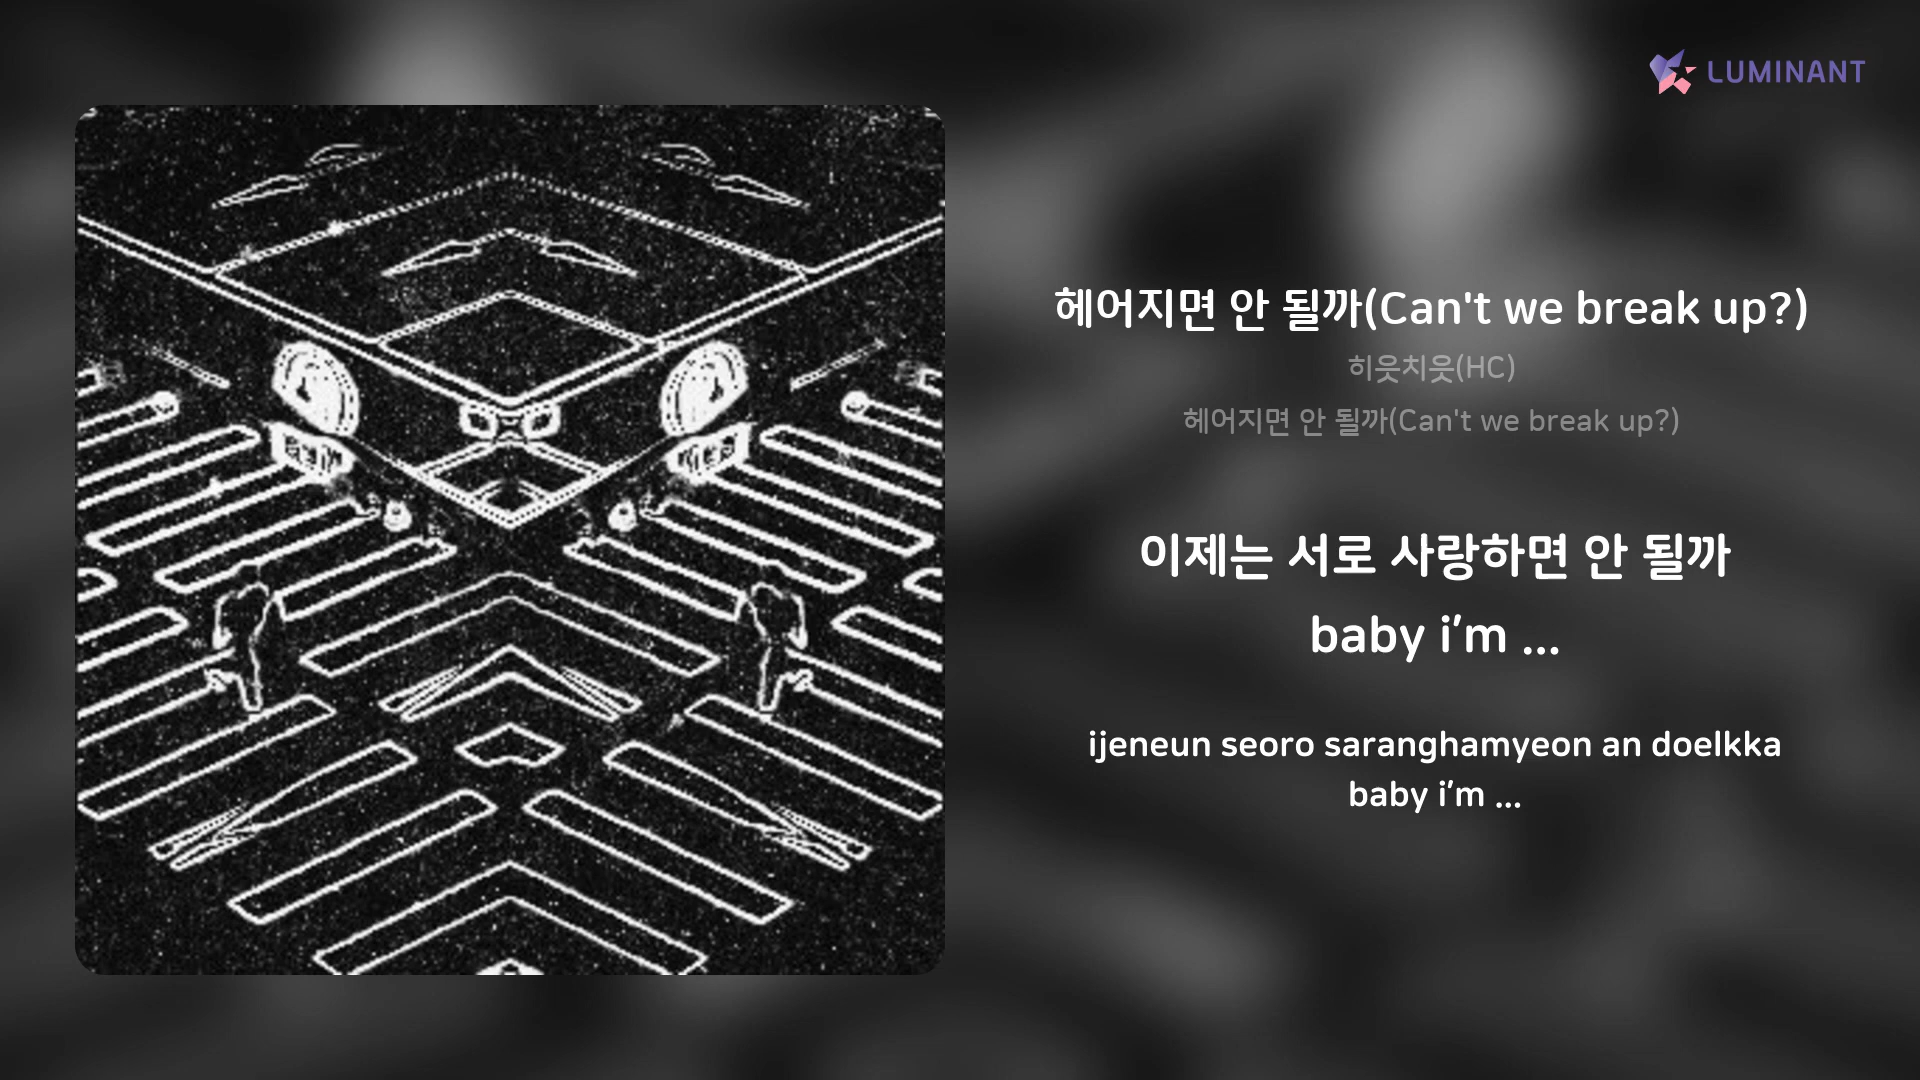 LUMINANT
헤어지면 안 될까(Can't we break up?)
히읏치읏(HC)
헤어지면 안 될까(Can't we break up?)
이제는 서로 사랑하면 안 될까
baby i'm ...
ijeneun seoro saranghamyeon an doelkka
baby i'm ...